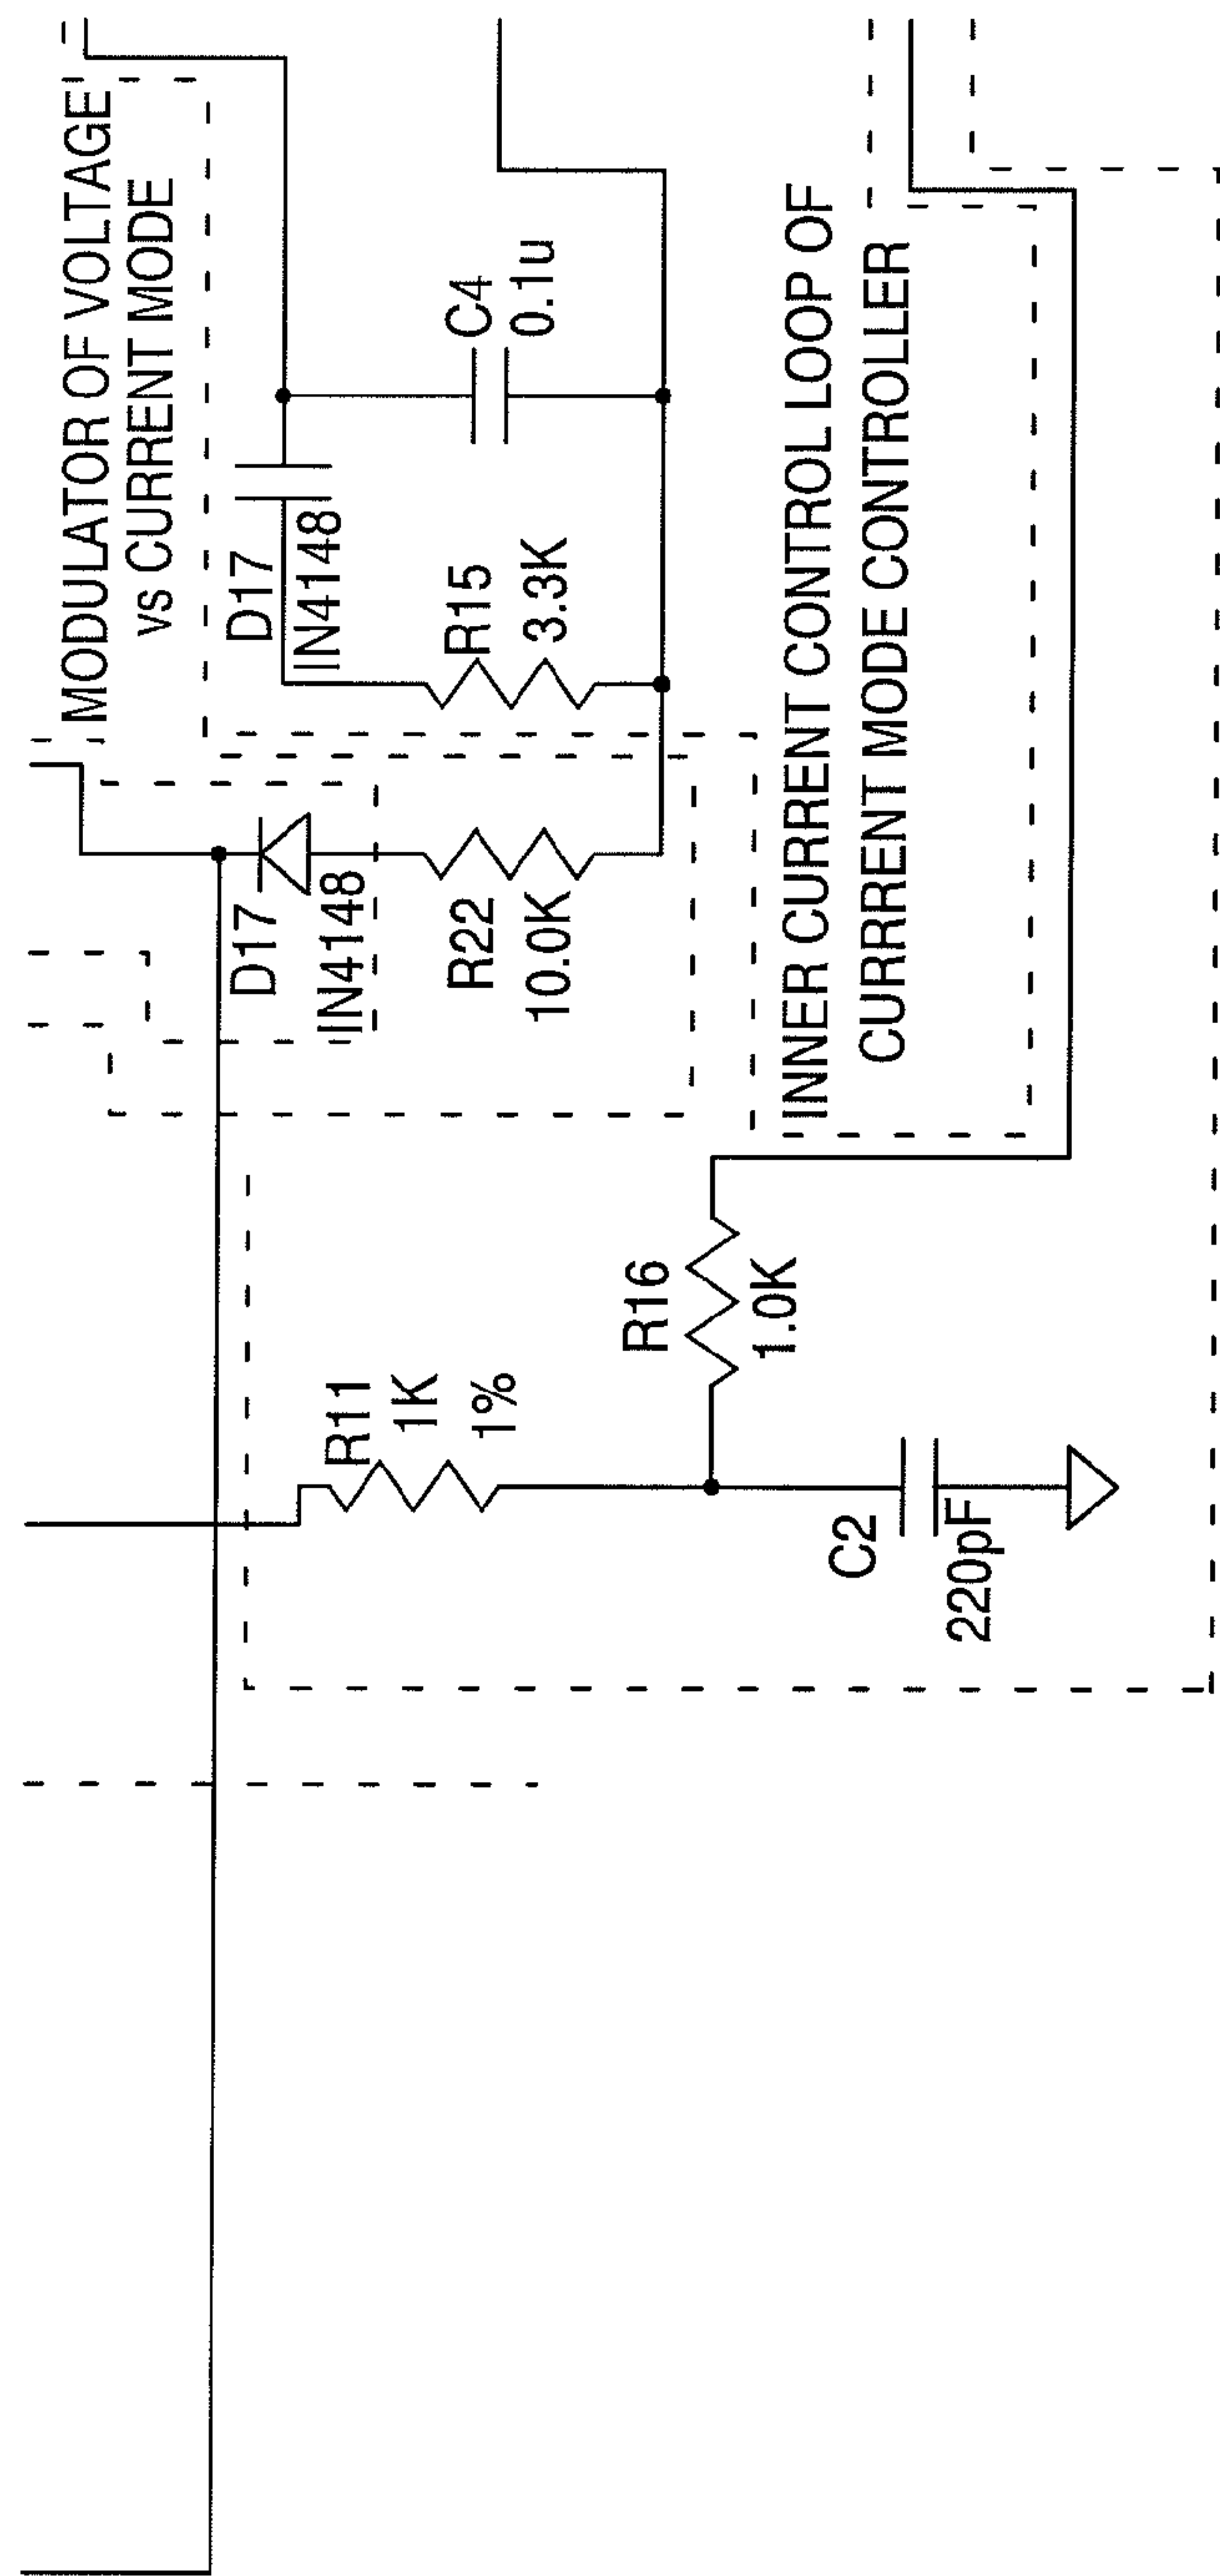 MODULATOR OF VOLTAGE
vs CURRENT MODE
D17
IN4148
C4
0.1u
R15
3.3K
D17
IN4148
R22
10.0K
INNER CURRENT CONTROL LOOP OF
CURRRENT MODE CONTROLLER
R11
1K
1%
R16
1.0K
C2
220pF